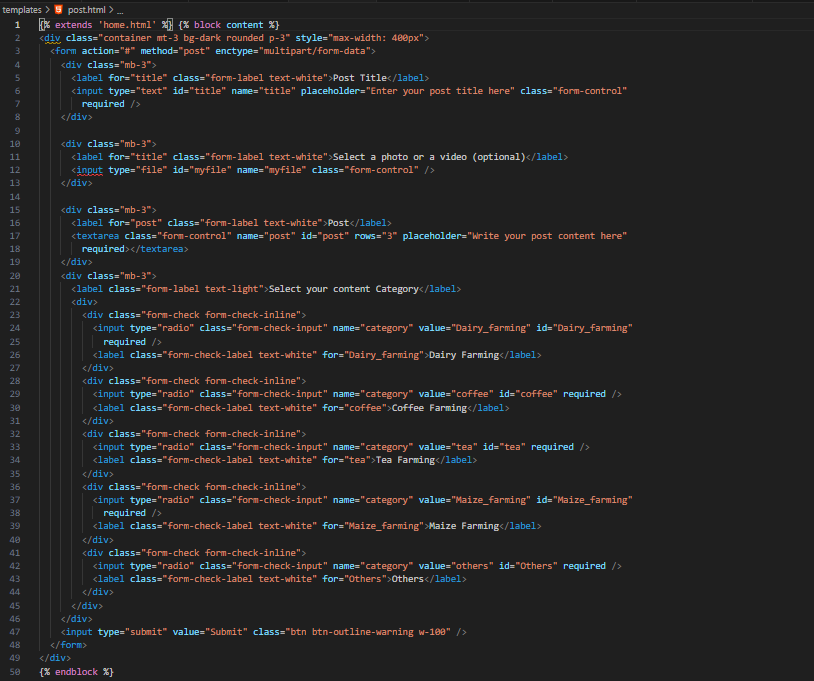 templates > post.html > ...
1 {% extends 'home.html' %} {% block content %}
2 <div class="container mt-3 bg-dark rounded p-3" style="max-width: 400px">
3 <form action="#" method="post" enctype="multipart/form-data">
4 <div class="mb-3">
5 <label for="title" class="form-label text-white">Post Title</label>
6 <input type="text" id="title" name="title" placeholder="Enter your post title here" class="form-control"
7 required />
8 </div>
9
10 <div class="mb-3">
11 <label for="title" class="form-label text-white">Select a photo or a video (optional)</label>
12 <input type="file" id="myfile" name="myfile" class="form-control" />
13 </div>
14
15 <div class="mb-3">
16 <label for="post" class="form-label text-white">Post</label>
17 <textarea class="form-control" name="post" id="post" rows="3" placeholder="Write your post content here"
18 required></textarea>
19 </div>
20 <div class="mb-3">
21 <label class="form-label text-light">Select your content Category</label>
22 <div>
23 <div class="form-check form-check-inline">
24 <input type="radio" class="form-check-input" name="category" value="Dairy_farming" id="Dairy_farming"
25 required />
26 <label class="form-check-label text-white" for="Dairy_farming">Dairy Farming</label>
27 </div>
28 <div class="form-check form-check-inline">
29 <input type="radio" class="form-check-input" name="category" value="coffee" id="coffee" required />
30 <label class="form-check-label text-white" for="coffee">Coffee Farming</label>
31 </div>
32 <div class="form-check form-check-inline">
33 <input type="radio" class="form-check-input" name="category" value="tea" id="tea" required />
34 <label class="form-check-label text-white" for="tea">Tea Farming</label>
35 </div>
36 <div class="form-check form-check-inline">
37 <input type="radio" class="form-check-input" name="category" value="Maize_farming" id="Maize_farming"
38 required />
39 <label class="form-check-label text-white" for="Maize_farming">Maize Farming</label>
40 </div>
41 <div class="form-check form-check-inline">
42 <input type="radio" class="form-check-input" name="category" value="others" id="Others" required />
43 <label class="form-check-label text-white" for="Others">Others</label>
44 </div>
45 </div>
46 </div>
47 <input type="submit" value="Submit" class="btn btn-outline-warning w-100" />
48 </form>
49 </div>
50 {% endblock %}